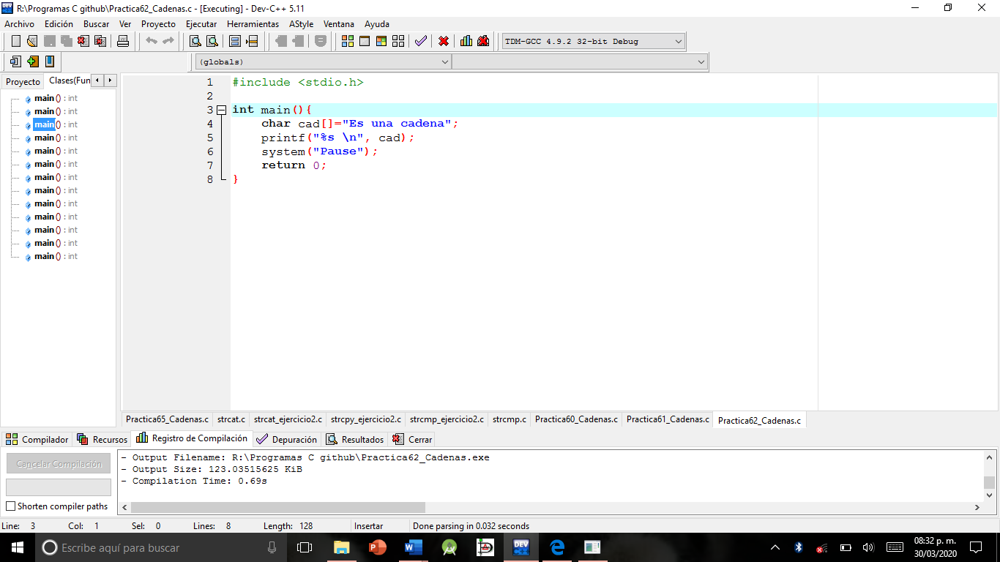 R:\Programas C github\Practica62_Cadenas.c - [Executing] - Dev-C++ 5.11
Archivo Edición Buscar Ver Proyecto Ejecutar Herramientas AStyle Ventana Ayuda
TDM-GCC 4.9.2 32-bit Debug
(globals)
Proyecto Clases(Fun
main () : int
main () : int
main () : int
main () : int
main () : int
main () : int
main () : int
main () : int
main () : int
main () : int
main () : int
main () : int
main () : int
1 #include <stdio.h>
2
3 int main(){
4 char cad[]="Es una cadena";
5 printf("%s \n", cad);
6 system("Pause");
7 return 0;
8 }
Practica65_Cadenas.c strcat.c strcat_ejercicio2.c strcpy_ejercicio2.c strcmp_ejercicio2.c strcmp.c Practica60_Cadenas.c Practica61_Cadenas.c Practica62_Cadenas.c
Compilador Recursos Registro de Compilación Depuración Resultados Cerrar
Cancelar Compilación
Shorten compiler paths
- Output Filename: R:\Programas C github\Practica62_Cadenas.exe
- Output Size: 123.03515625 KiB
- Compilation Time: 0.69s
Line: 3 Col: 1 Sel: 0 Lines: 8 Length: 128 Insertar Done parsing in 0.032 seconds
Escribe aquí para buscar
DEV
08:32 p. m.
30/03/2020